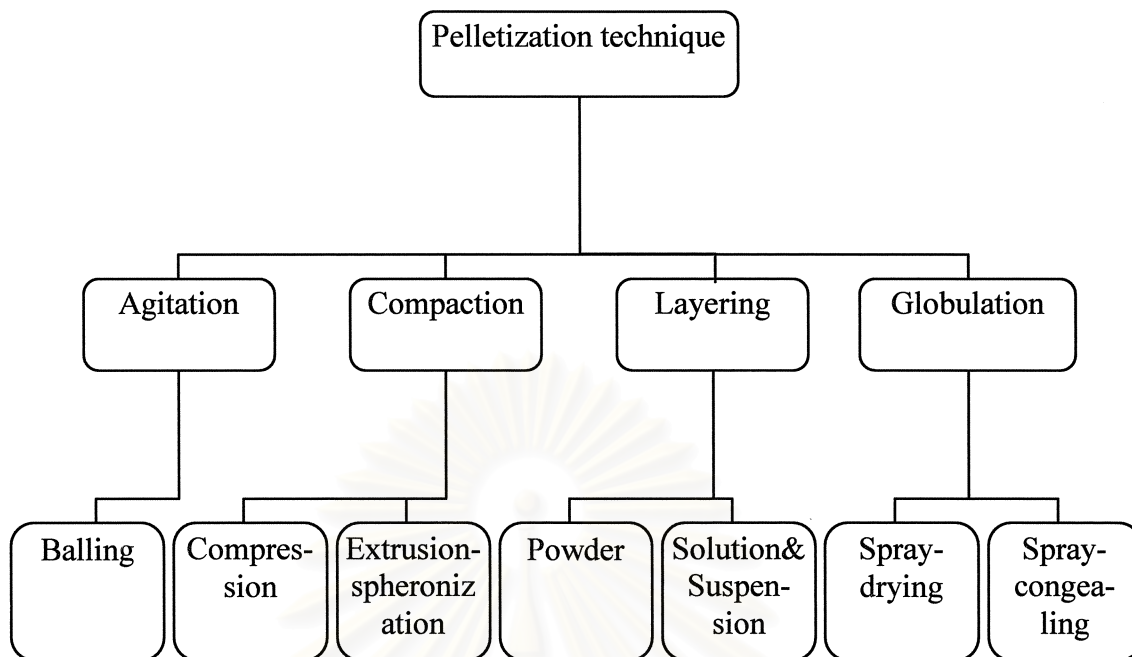 Pelletization technique
Agitation
Compaction
Layering
Globulation
Balling
Compres-
sion
Extrusion-
spheroniz
ation
Powder
Solution&
Suspen-
sion
Spray-
drying
Spray-
congea-
ling